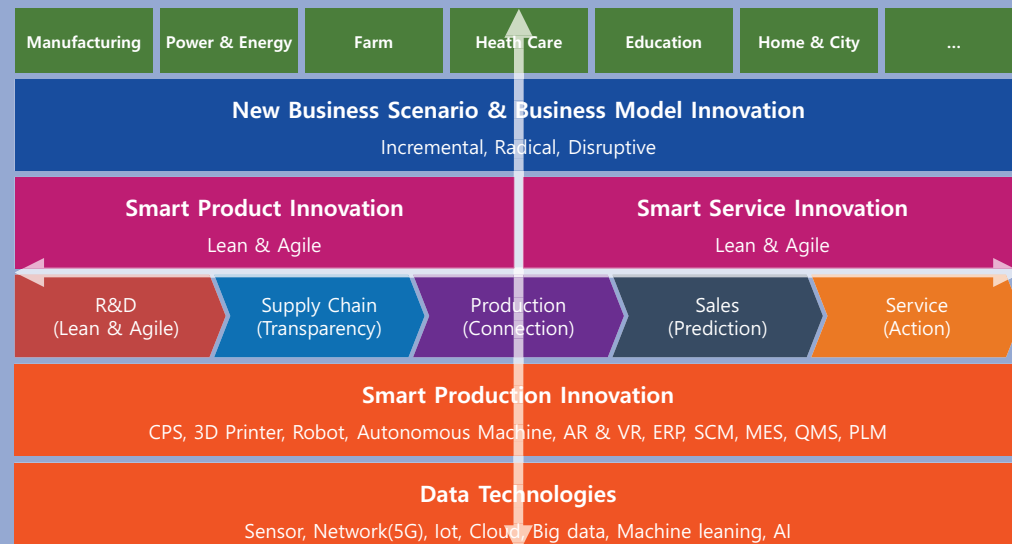 Manufacturing
Power & Energy
Farm
Heath Care
Education
Home & City
...
New Business Scenario & Business Model Innovation
Incremental, Radical, Disruptive
Smart Product Innovation
Lean & Agile
Smart Service Innovation
Lean & Agile
R&D
(Lean & Agile)
Supply Chain
(Transparency)
Production
(Connection)
Sales
(Prediction)
Service
(Action)
Smart Production Innovation
CPS, 3D Printer, Robot, Autonomous Machine, AR & VR, ERP, SCM, MES, QMS, PLM
Data Technologies
Sensor, Network(5G), Iot, Cloud, Big data, Machine leaning, AI